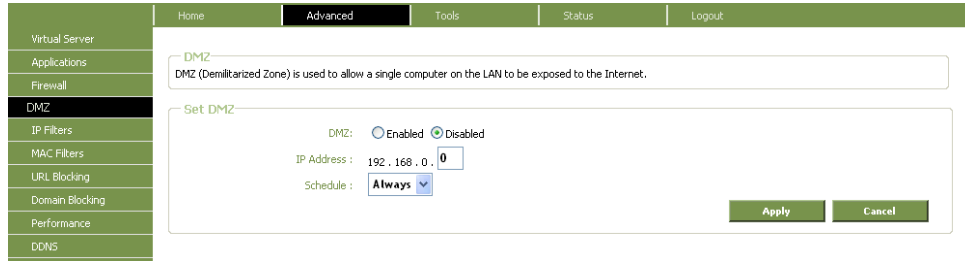 Home Advanced Tools Status Logout
Virtual Server
Applications
Firewall
DMZ
IP Filters
MAC Filters
URL Blocking
Domain Blocking
Performance
DDNS
DMZ
DMZ (Demilitarized Zone) is used to allow a single computer on the LAN to be exposed to the Internet.
Set DMZ
DMZ: Enabled Disabled
IP Address : 192 . 168 . 0 . 0
Schedule : Always
Apply Cancel